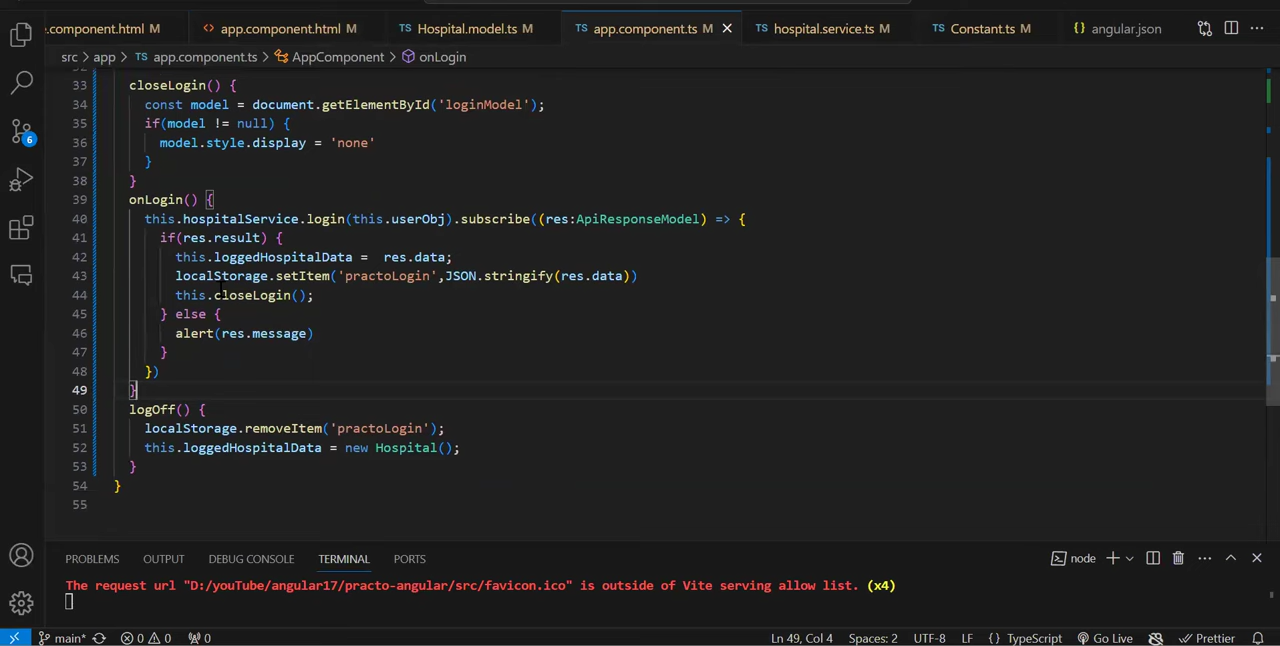 e.component.html M
<> app.component.html M
TS Hospital.model.ts M
TS app.component.ts M ×
TS hospital.service.ts M
TS Constant.ts M
{} angular.json
src > app > TS app.component.ts > AppComponent > onLogin
33 closeLogin() {
34 const model = document.getElementById('loginModel');
35 if(model != null) {
36 model.style.display = 'none'
37 }
38 }
39 onLogin() {
40 this.hospitalService.login(this.userObj).subscribe((res:ApiResponseModel) => {
41 if(res.result) {
42 this.loggedHospitalData =  res.data;
43 localStorage.setItem('practoLogin',JSON.stringify(res.data))
44 this.closeLogin();
45 } else {
46 alert(res.message)
47 }
48 })
49 }
50 logOff() {
51 localStorage.removeItem('practoLogin');
52 this.loggedHospitalData = new Hospital();
53 }
54 }
55
6
PROBLEMS OUTPUT DEBUG CONSOLE TERMINAL PORTS node
The request url "D:/youTube/angular17/practo-angular/src/favicon.ico" is outside of Vite serving allow list. (x4)
main* 0 0 0 Ln 49, Col 4 Spaces: 2 UTF-8 LF {} TypeScript Go Live Prettier